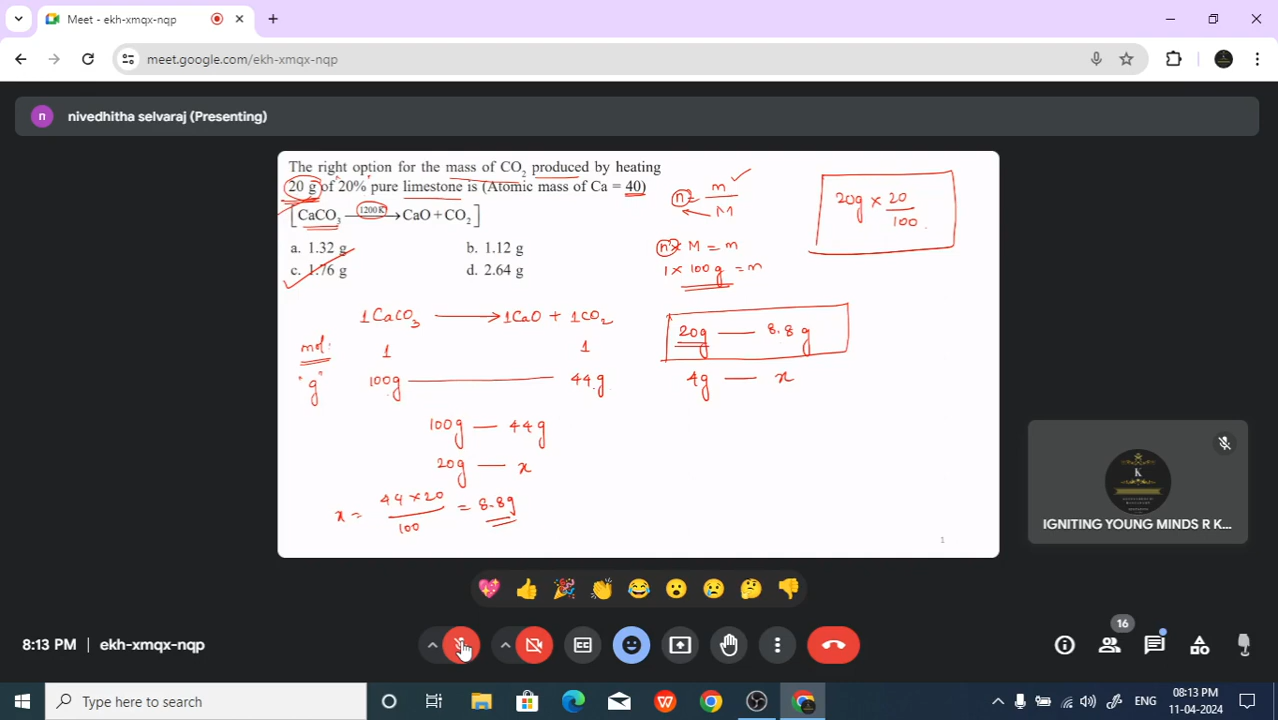 Meet - ekh-xmqx-nqp
meet.google.com/ekh-xmqx-nqp
n
nivedhitha selvaraj (Presenting)
The right option for the mass of CO₂ produced by heating
20 g of 20% pure limestone is (Atomic mass of Ca = 40)
[CaCO₃ 1200 K → CaO + CO₂]
a. 1.32 g b. 1.12 g
c. 1.76 g d. 2.64 g
n = m/M
n × M = m
1 × 100 g = m
20g × 20/100
1CaCO₃ → 1CaO + 1CO₂
mol: 1 1
"g" 100g — 44g
100g — 44g
20g — x
x = 44 × 20/100 = 8.8g
20g — 8.8 g
4g — x
1
K
IGNITING YOUNG MINDS R K...
8:13 PM | ekh-xmqx-nqp
16
Type here to search
W
ENG
08:13 PM
11-04-2024